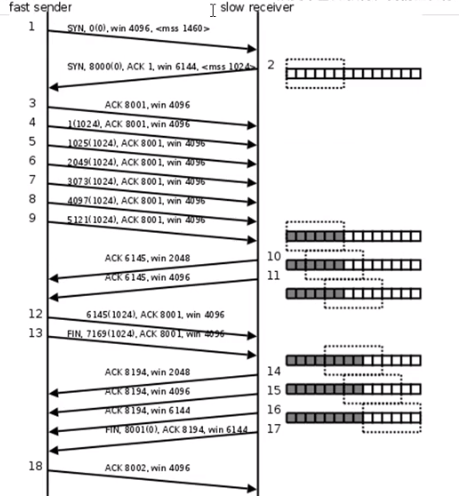 fast sender slow receiver
1 SYN, 0(0), win 4096, <mss 1460>
SYN, 8000(0), ACK 1, win 6144, <mss 1024> 2
3 ACK 8001, win 4096
4 1(1024), ACK 8001, win 4096
5 1025(1024), ACK 8001, win 4096
6 2049(1024), ACK 8001, win 4096
7 3073(1024), ACK 8001, win 4096
8 4097(1024), ACK 8001, win 4096
9 5121(1024), ACK 8001, win 4096
ACK 6145, win 2048 10
ACK 6145, win 4096 11
12 6145(1024), ACK 8001, win 4096
13 FIN, 7169(1024), ACK 8001, win 4096
ACK 8194, win 2048 14
ACK 8194, win 4096 15
ACK 8194, win 6144 16
FIN, 8001(0), ACK 8194, win 6144 17
18 ACK 8002, win 4096